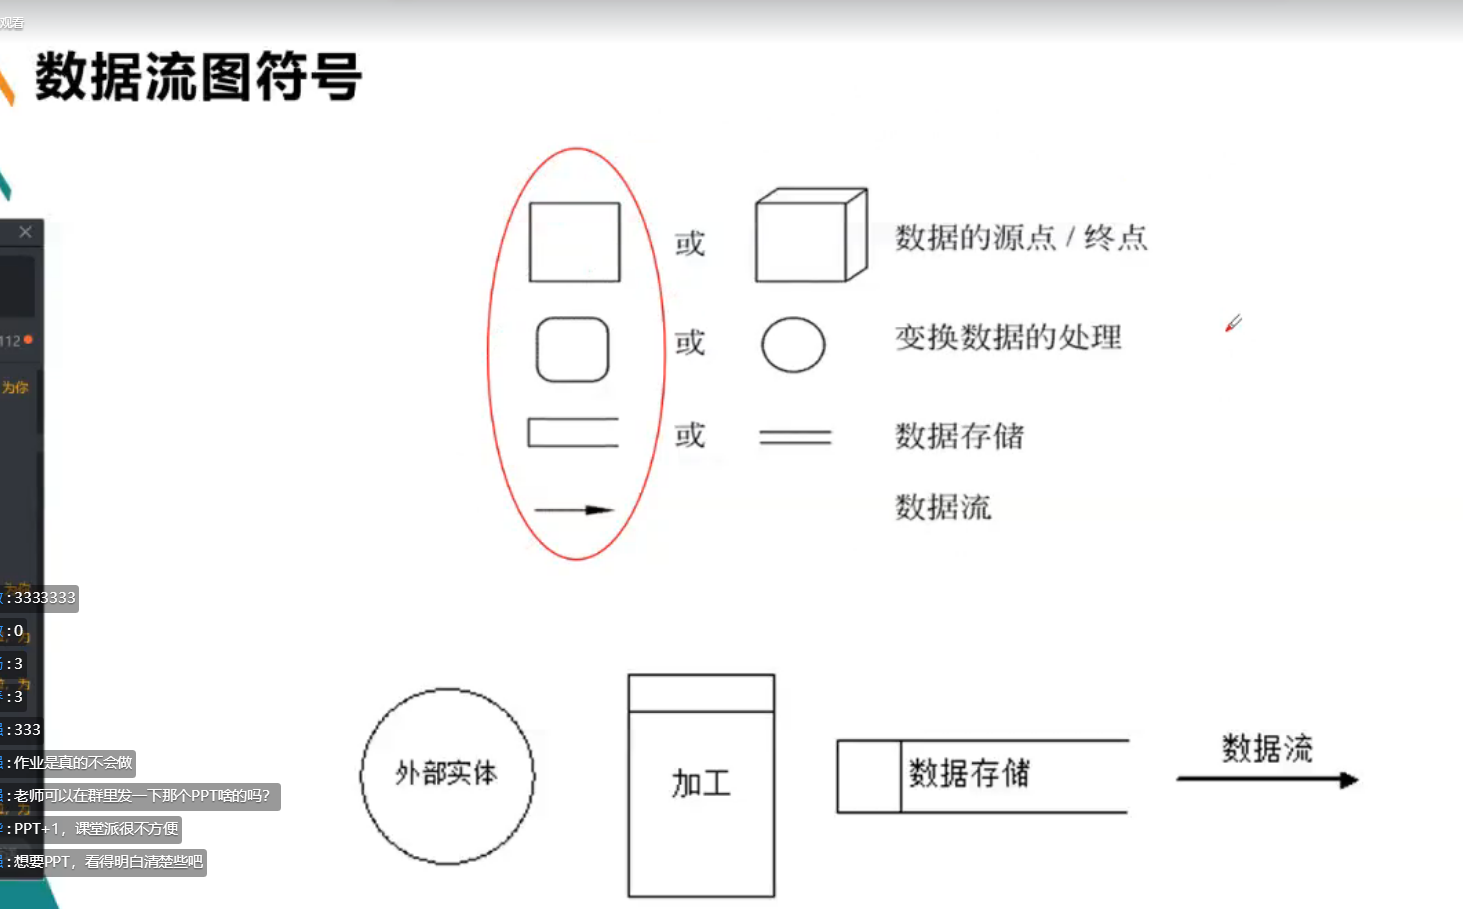 观看
数据流图符号
或
数据的源点 / 终点
或
变换数据的处理
或
数据存储
数据流
112
为你
:3333333
:0
:3
:3
:333
:作业是真的不会做
:老师可以在群里发一下那个PPT啥的吗?
:PPT+1，课堂派很不方便
:想要PPT，看得明白清楚些吧
外部实体
加工
数据存储
数据流